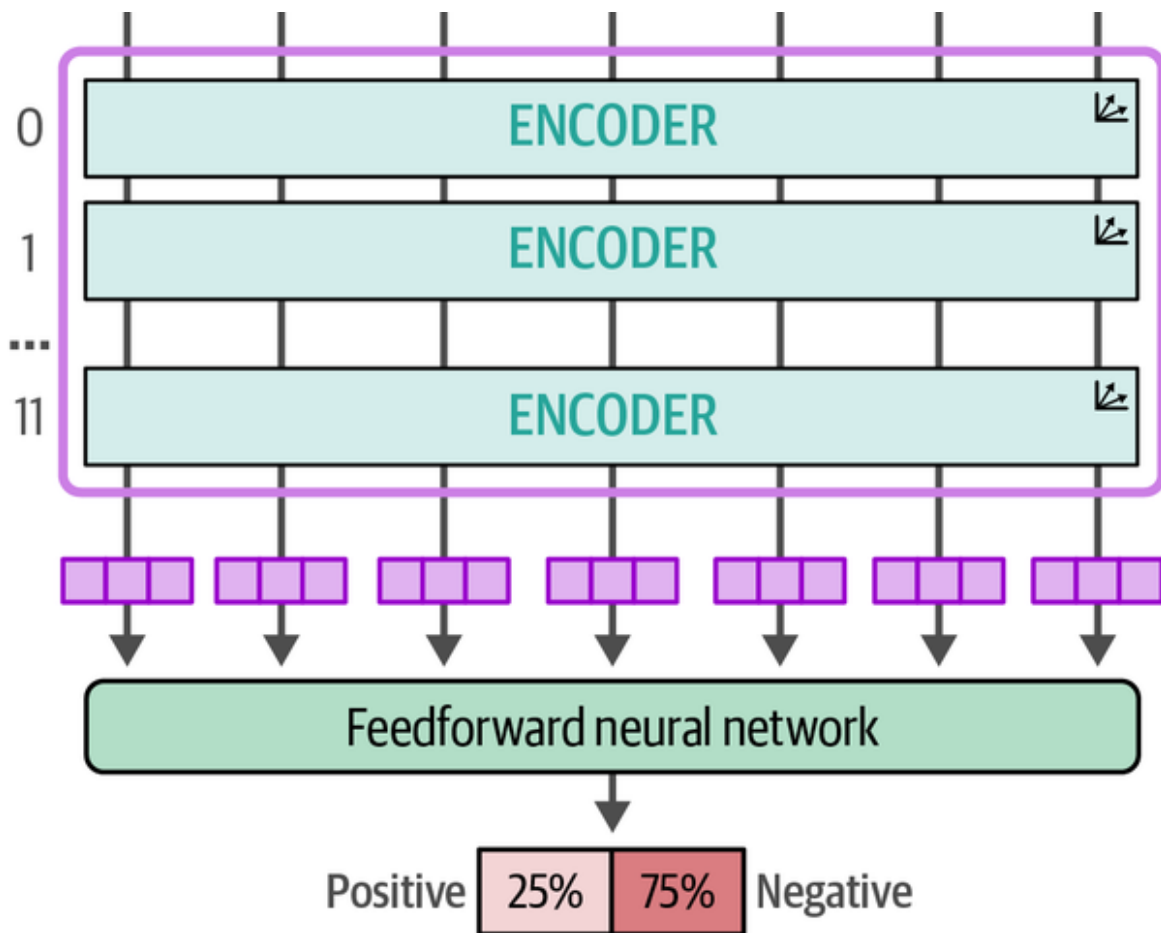 0 ENCODER
1 ENCODER
...
11 ENCODER
Feedforward neural network
Positive 25% 75% Negative